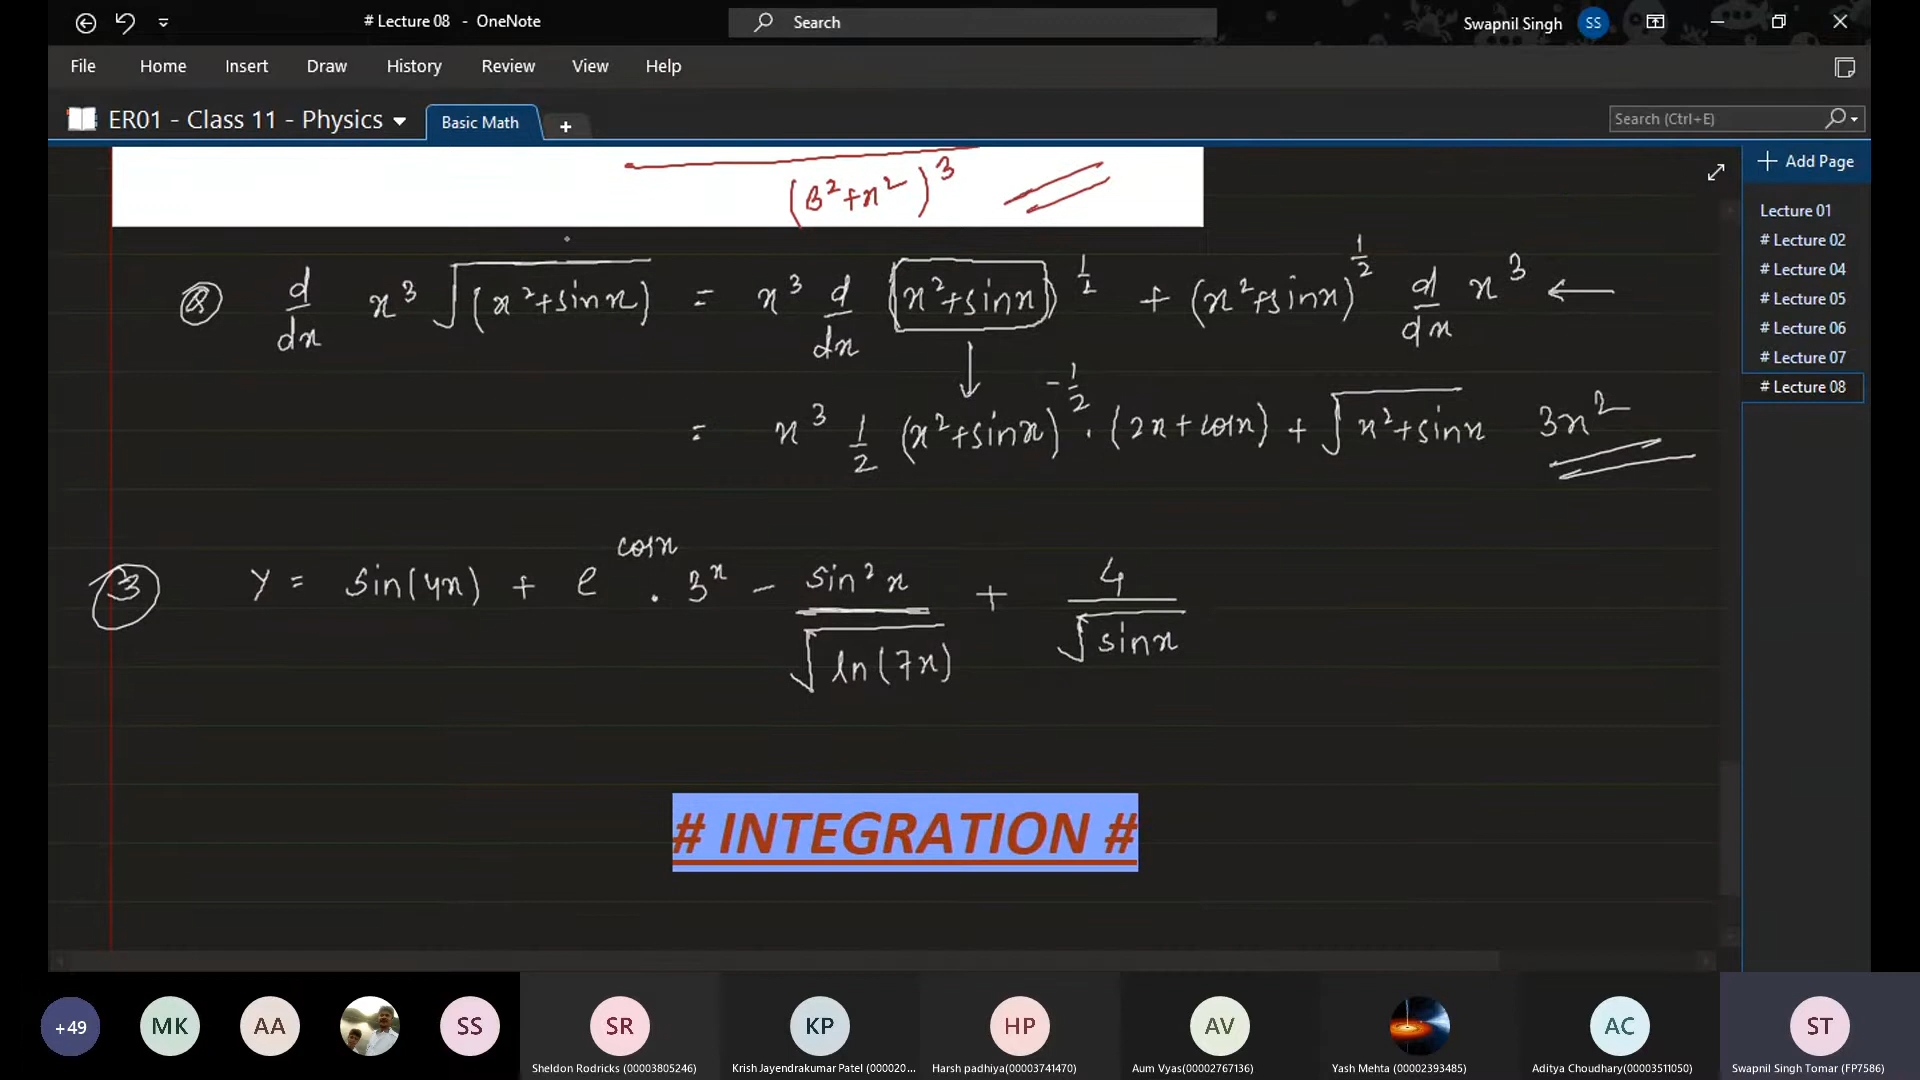 # Lecture 08 - OneNote
Search
Swapnil Singh SS
File Home Insert Draw History Review View Help
ER01 - Class 11 - Physics
Basic Math
+
Search (Ctrl+E)
+ Add Page
Lecture 01
# Lecture 02
# Lecture 04
# Lecture 05
# Lecture 06
# Lecture 07
# Lecture 08
(B²+x²)³
② d/dx x³ √(x²+sinx) = x³ d/dx (x²+sinx)^1/2 + (x²+sinx)^1/2 d/dx x³ ←
= x³ 1/2 (x²+sinx)^-1/2 · (2x+cosx) + √x²+sinx 3x²
③ y = sin(4x) + e^cosx · 3^x - sin²x/√ln(7x) + 4/√sinx
# INTEGRATION #
+49 MK AA SS SR KP HP AV AC ST
Sheldon Rodricks (00003805246)
Krish Jayendrakumar Patel (000020...
Harsh padhiya(00003741470)
Aum Vyas(00002767136)
Yash Mehta (00002393485)
Aditya Choudhary(00003511050)
Swapnil Singh Tomar (FP7586)